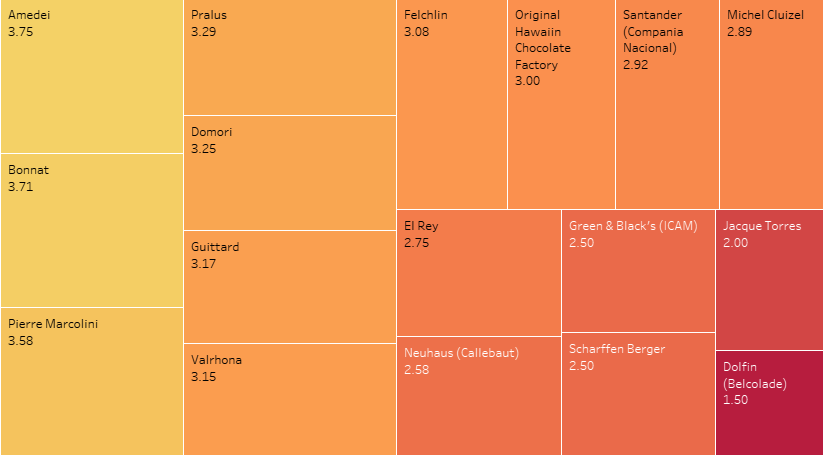 Amedei
3.75
Bonnat
3.71
Pierre Marcolini
3.58
Pralus
3.29
Domori
3.25
Guittard
3.17
Valrhona
3.15
Felchlin
3.08
Original
Hawaiin
Chocolate
Factory
3.00
Santander
(Compania
Nacional)
2.92
Michel Cluizel
2.89
El Rey
2.75
Neuhaus (Callebaut)
2.58
Green & Black's (ICAM)
2.50
Scharffen Berger
2.50
Jacque Torres
2.00
Dolfin
(Belcolade)
1.50